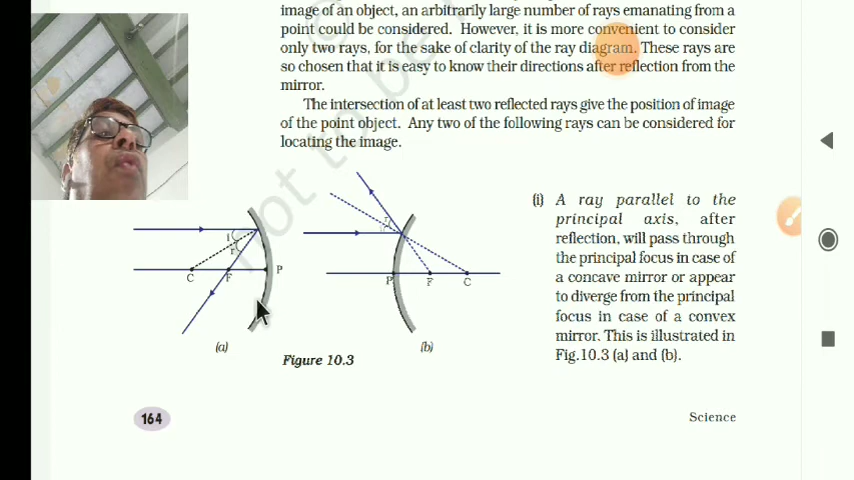 image of an object, an arbitrarily large number of rays emanating from a
point could be considered. However, it is more convenient to consider
only two rays, for the sake of clarity of the ray diagram. These rays are
so chosen that it is easy to know their directions after reflection from the
mirror.
The intersection of at least two reflected rays give the position of image
of the point object. Any two of the following rays can be considered for
locating the image.
(i) A ray parallel to the
principal axis, after
reflection, will pass through
the principal focus in case of
a concave mirror or appear
to diverge from the principal
focus in case of a convex
mirror. This is illustrated in
Fig.10.3 (a) and (b).
i
r
C F P
(a)
P F C
(b)
Figure 10.3
164
Science
not to be